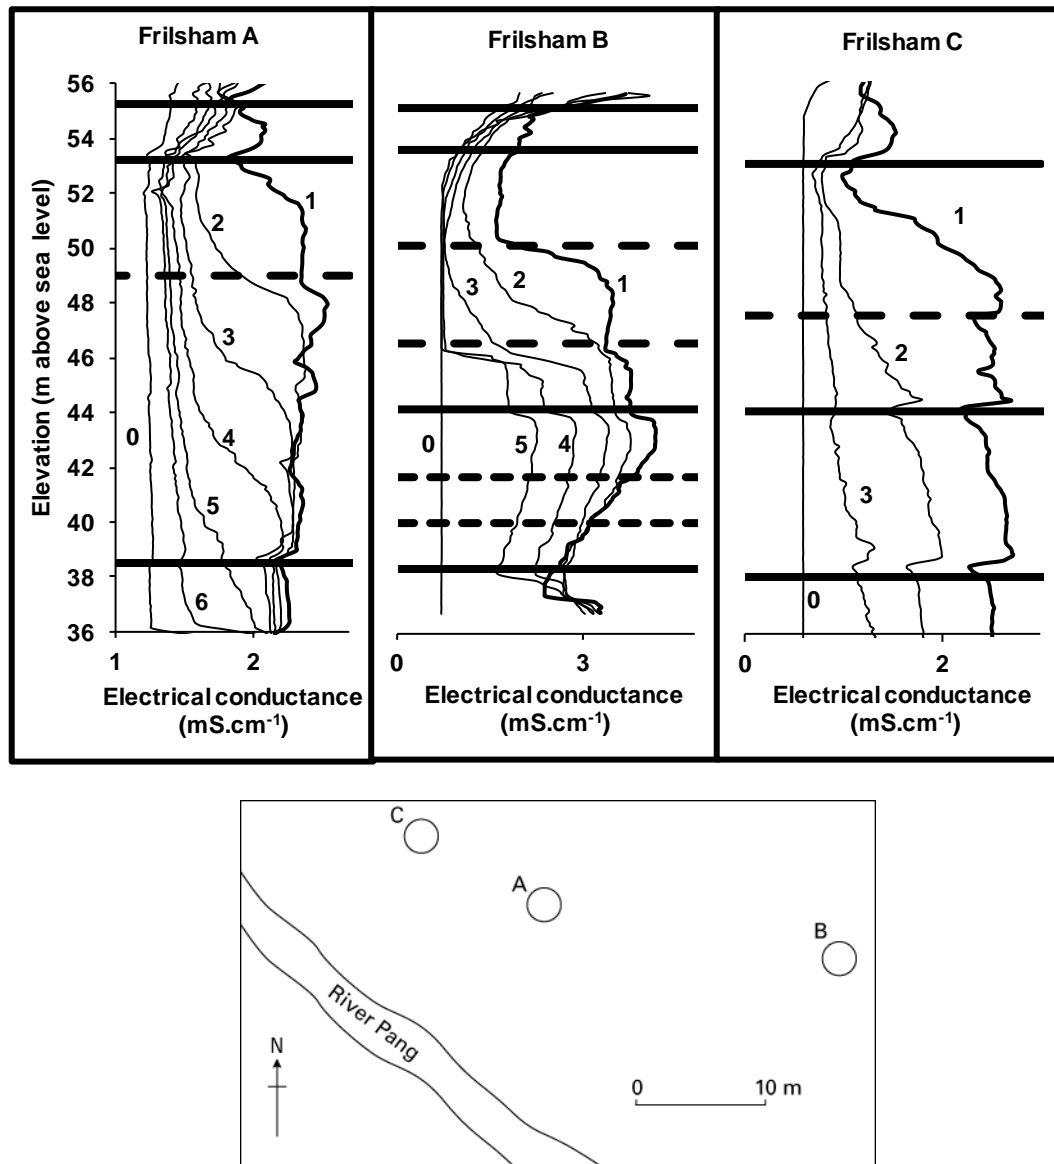 Frilsham A
Frilsham B
Frilsham C
56
54
52
50
48
46
44
42
40
38
36
Elevation (m above sea level)
0
1
2
3
4
5
6
1
2
Electrical conductance
(mS.cm-1)
0
1
2
3
4
5
0
3
Electrical conductance
(mS.cm-1)
0
1
2
3
0
2
Electrical conductance
(mS.cm-1)
C
A
B
River Pang
N
0 10 m